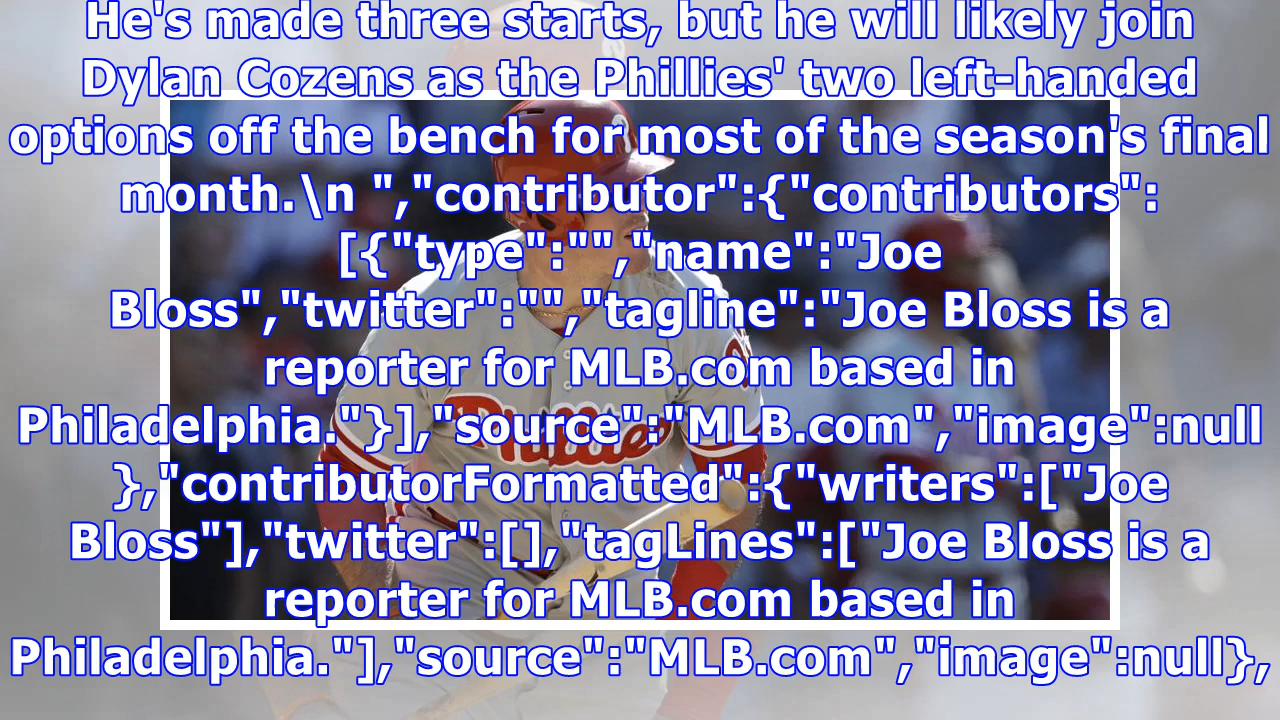 He's made three starts, but he will likely join
Dylan Cozens as the Phillies' two left-handed
options off the bench for most of the season's final
month.\n ","contributor":{"contributors":
[{"type":"","name":"Joe
Bloss","twitter":"","tagline":"Joe Bloss is a
reporter for MLB.com based in
Philadelphia."}],"source":"MLB.com","image":null
},"contributorFormatted":{"writers":["Joe
Bloss"],"twitter":[],"tagLines":["Joe Bloss is a
reporter for MLB.com based in
Philadelphia."],"source":"MLB.com","image":null},
Phillies